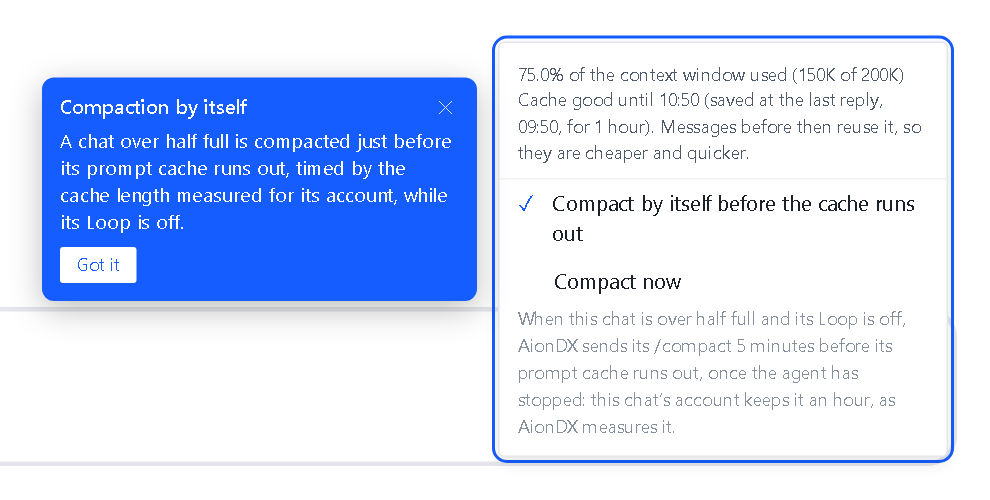 Compaction by itself
A chat over half full is compacted just before
its prompt cache runs out, timed by the
cache length measured for its account, while
its Loop is off.
Got it
75.0% of the context window used (150K of 200K)
Cache good until 10:50 (saved at the last reply,
09:50, for 1 hour). Messages before then reuse it, so
they are cheaper and quicker.
Compact by itself before the cache runs
out
Compact now
When this chat is over half full and its Loop is off,
AionDX sends its /compact 5 minutes before its
prompt cache runs out, once the agent has
stopped: this chat's account keeps it an hour, as
AionDX measures it.